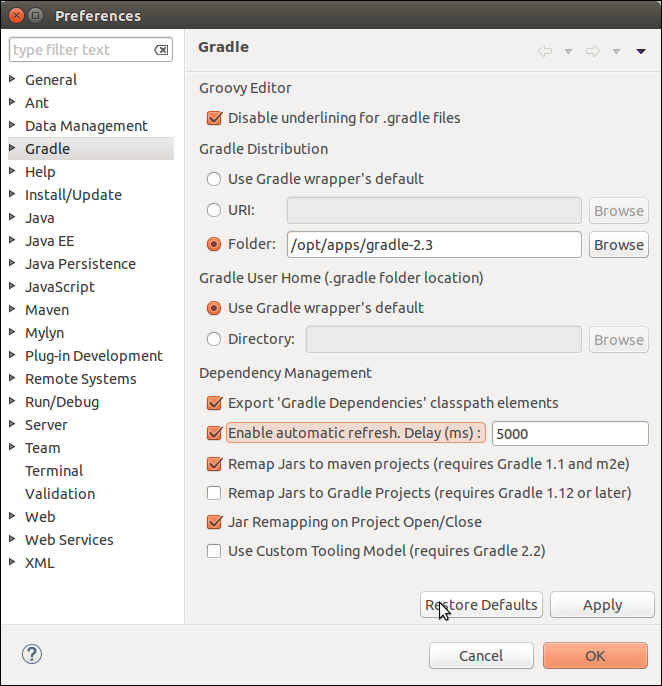 Preferences
type filter text
General
Ant
Data Management
Gradle
Help
Install/Update
Java
Java EE
Java Persistence
JavaScript
Maven
Mylyn
Plug-in Development
Remote Systems
Run/Debug
Server
Team
Terminal
Validation
Web
Web Services
XML
Gradle
Groovy Editor
Disable underlining for .gradle files
Gradle Distribution
Use Gradle wrapper's default
URI: Browse
Folder: /opt/apps/gradle-2.3 Browse
Gradle User Home (.gradle folder location)
Use Gradle wrapper's default
Directory: Browse
Dependency Management
Export 'Gradle Dependencies' classpath elements
Enable automatic refresh. Delay (ms) : 5000
Remap Jars to maven projects (requires Gradle 1.1 and m2e)
Remap Jars to Gradle Projects (requires Gradle 1.12 or later)
Jar Remapping on Project Open/Close
Use Custom Tooling Model (requires Gradle 2.2)
Restore Defaults Apply
? Cancel OK